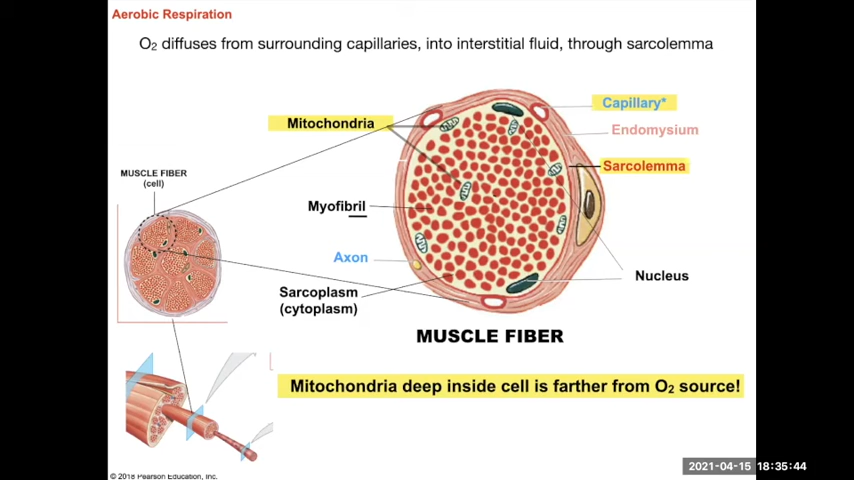 Aerobic Respiration
O₂ diffuses from surrounding capillaries, into interstitial fluid, through sarcolemma
Capillary*
Mitochondria
Endomysium
Sarcolemma
MUSCLE FIBER
(cell)
Myofibril
Axon
Nucleus
Sarcoplasm
(cytoplasm)
MUSCLE FIBER
Mitochondria deep inside cell is farther from O₂ source!
2021-04-15 18:35:44
© 2018 Pearson Education, Inc.